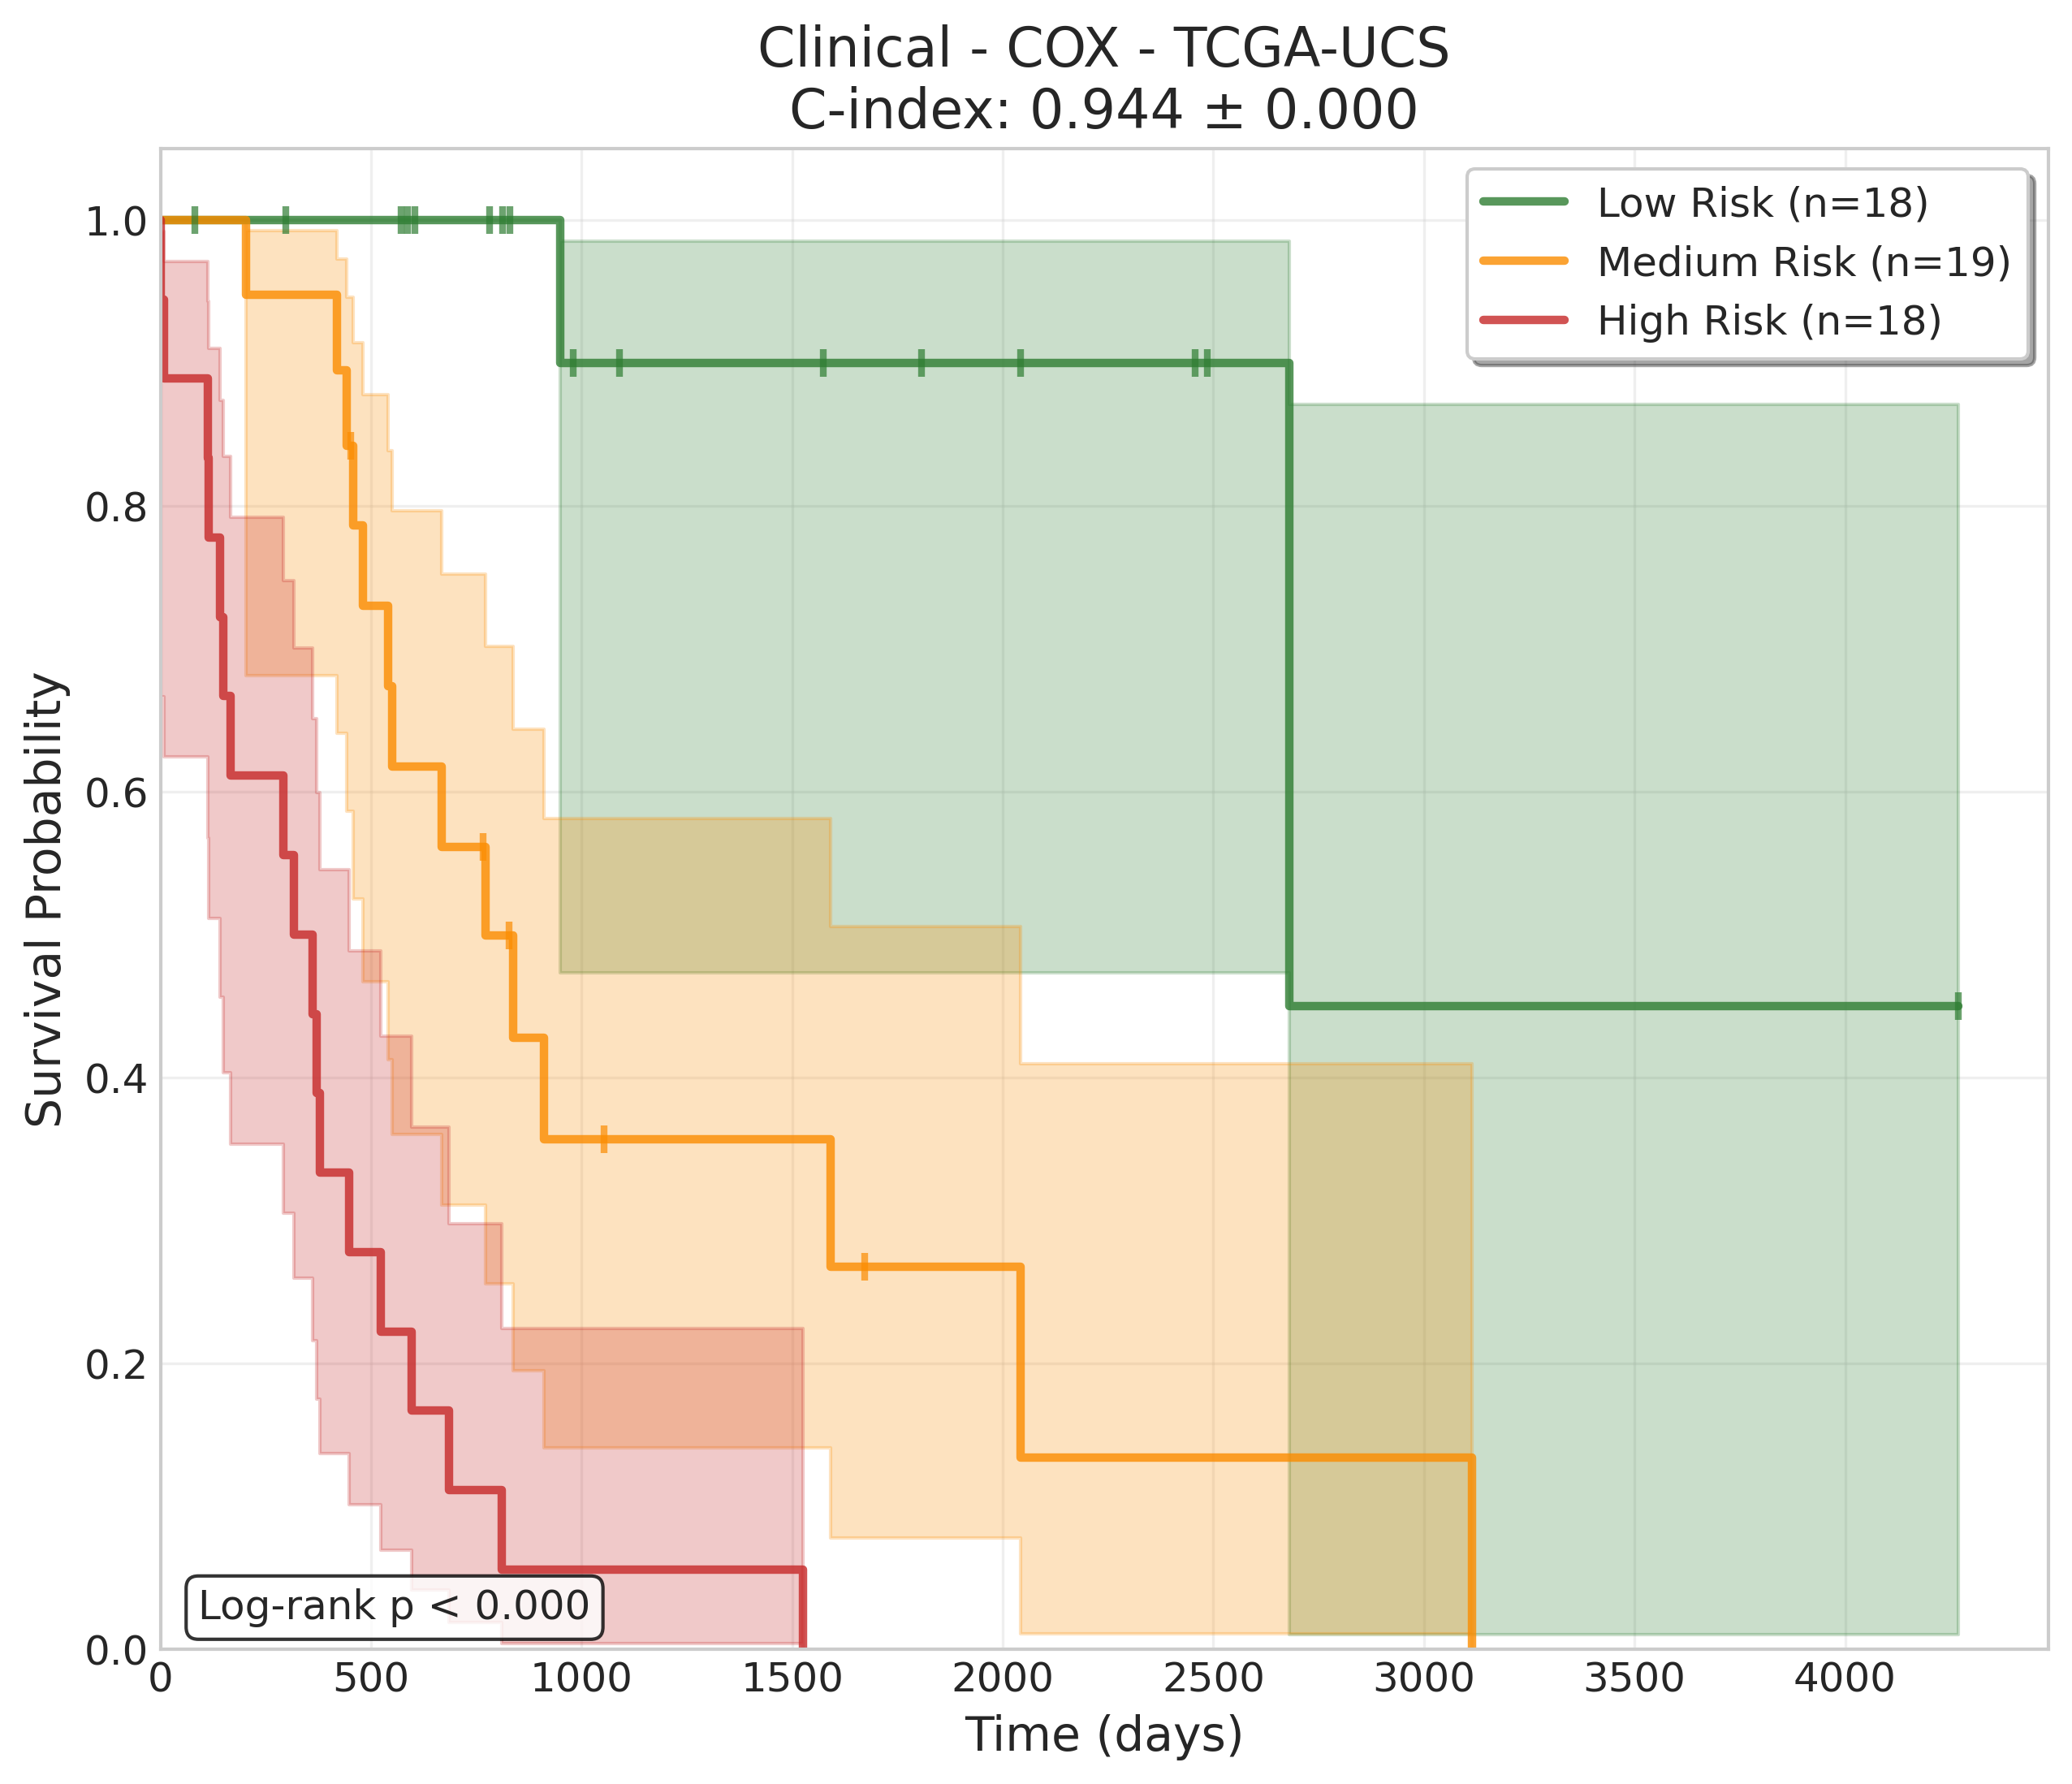 Clinical - COX - TCGA-UCS
C-index: 0.944 ± 0.000
Low Risk (n=18)
Medium Risk (n=19)
High Risk (n=18)
Survival Probability
1.0
0.8
0.6
0.4
0.2
0.0
Log-rank p < 0.000
0 500 1000 1500 2000 2500 3000 3500 4000
Time (days)